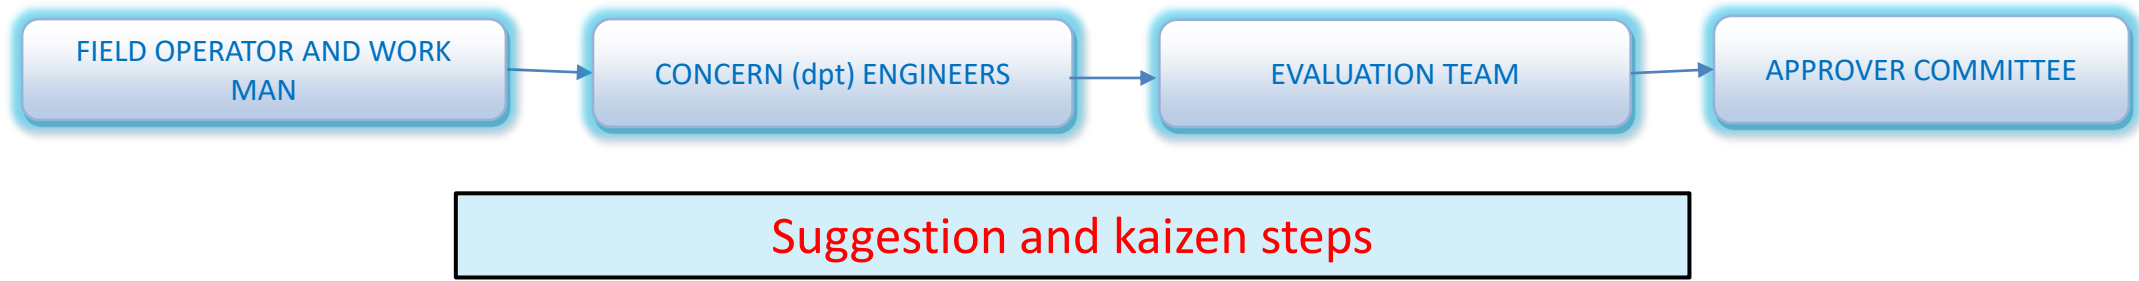 FIELD OPERATOR AND WORK
MAN
CONCERN (dpt) ENGINEERS
EVALUATION TEAM
APPROVER COMMITTEE
Suggestion and kaizen steps